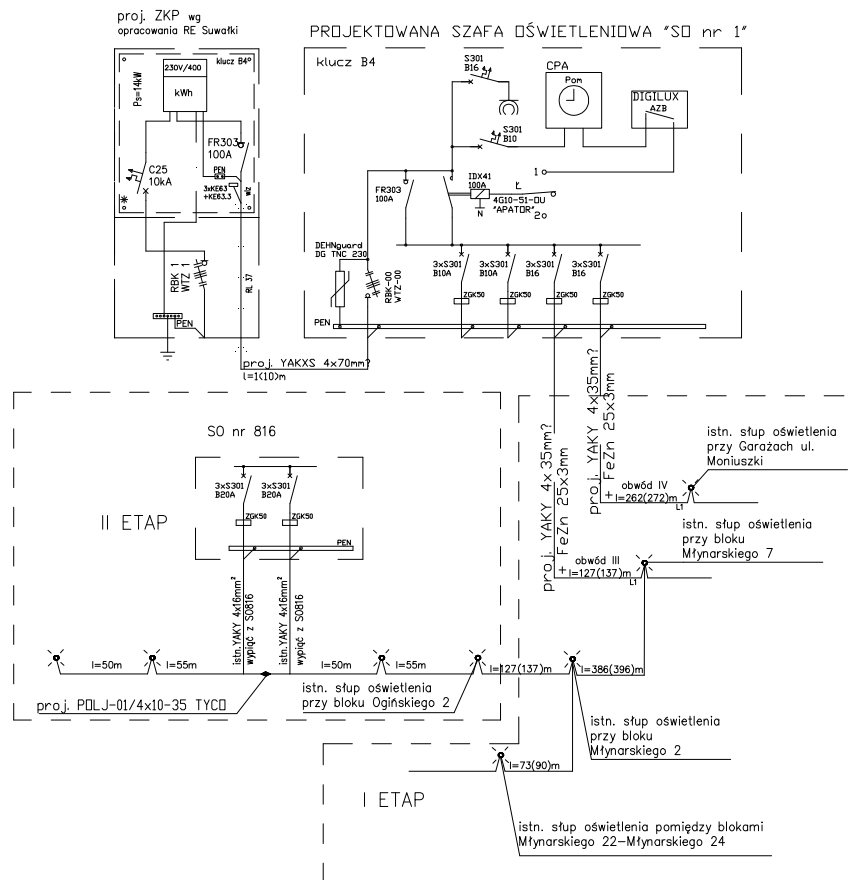 proj. ZKP wg
opracowania RE Suwałki
PROJEKTOWANA SZAFA OŚWIETLENIOWA "SO nr 1"
klucz B4
230V/400
kWh
Ps=14kW
FR303
100A
C25
10kA
PEN
3xKE63
+KE63.3
wlz
RBK 1
WTZ 1
RL 37
PEN
klucz B4
S301
B16
CPA
Pom
DIGILUX
AZB
S301
B10
1
FR303
100A
IDX41
100A
N
Ł
4G10-51-OU
"APATOR"
2
DEHNguard
DG TNC 230
RBK-00
WTZ-00
3xS301
B10A
3xS301
B10A
3xS301
B16
3xS301
B16
ZGK50
ZGK50
ZGK50
ZGK50
PEN
proj. YAKXS 4x70mm?
l=1(10)m
proj. YAKY 4x35mm?
+ FeZn 25x3mm
proj. YAKY 4x35mm?
+ FeZn 25x3mm
SO nr 816
3xS301
B20A
3xS301
B20A
ZGK50
ZGK50
PEN
II ETAP
istn.YAKY 4x16mm²
wypiąć z SO816
istn.YAKY 4x16mm²
wypiąć z SO816
istn. słup oświetlenia
przy Garażach ul.
Moniuszki
obwód IV
l=262(272)m
L1
istn. słup oświetlenia
przy bloku
Młynarskiego 7
obwód III
l=127(137)m
L1
l=50m
l=55m
l=50m
l=55m
l=127(137)m
l=386(396)m
proj. POLJ-01/4x10-35 TYCO
istn. słup oświetlenia
przy bloku Ogińskiego 2
istn. słup oświetlenia
przy bloku
Młynarskiego 2
l=73(90)m
I ETAP
istn. słup oświetlenia pomiędzy blokami
Młynarskiego 22–Młynarskiego 24